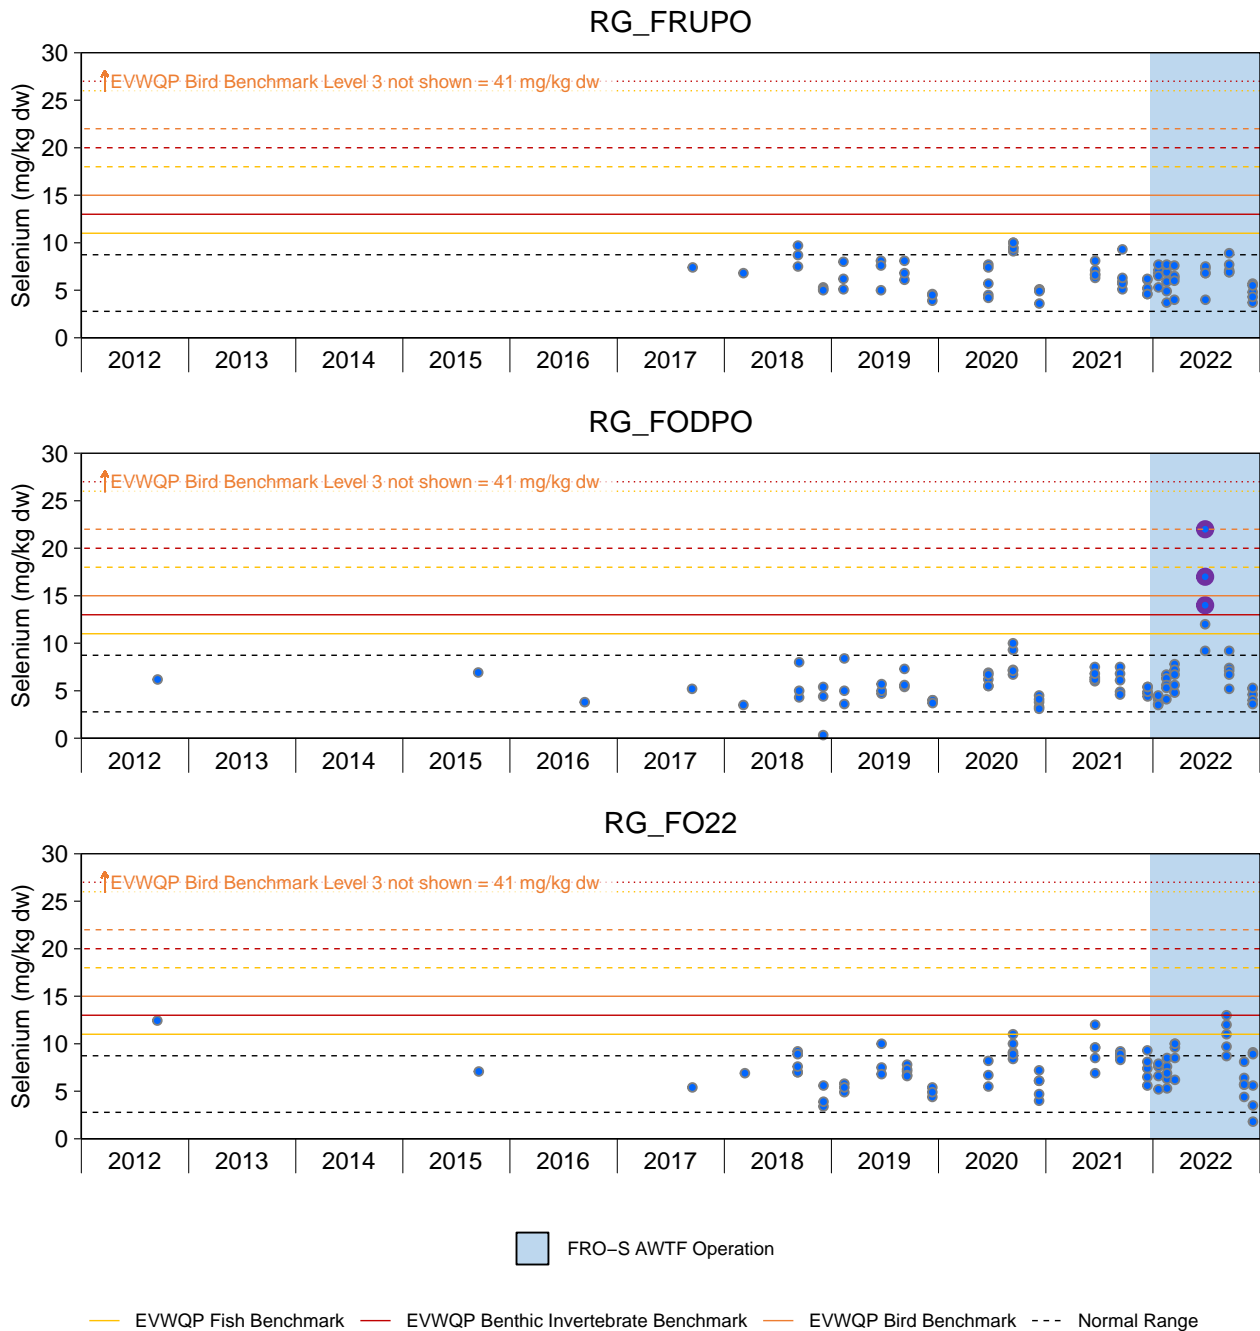 RG_FRUPO
30
25
20
15
10
5
0
Selenium (mg/kg dw)
EVWQP Bird Benchmark Level 3 not shown = 41 mg/kg dw
2012 2013 2014 2015 2016 2017 2018 2019 2020 2021 2022
RG_FODPO
30
25
20
15
10
5
0
Selenium (mg/kg dw)
EVWQP Bird Benchmark Level 3 not shown = 41 mg/kg dw
2012 2013 2014 2015 2016 2017 2018 2019 2020 2021 2022
RG_FO22
30
25
20
15
10
5
0
Selenium (mg/kg dw)
EVWQP Bird Benchmark Level 3 not shown = 41 mg/kg dw
2012 2013 2014 2015 2016 2017 2018 2019 2020 2021 2022
FRO−S AWTF Operation
EVWQP Fish Benchmark EVWQP Benthic Invertebrate Benchmark EVWQP Bird Benchmark Normal Range